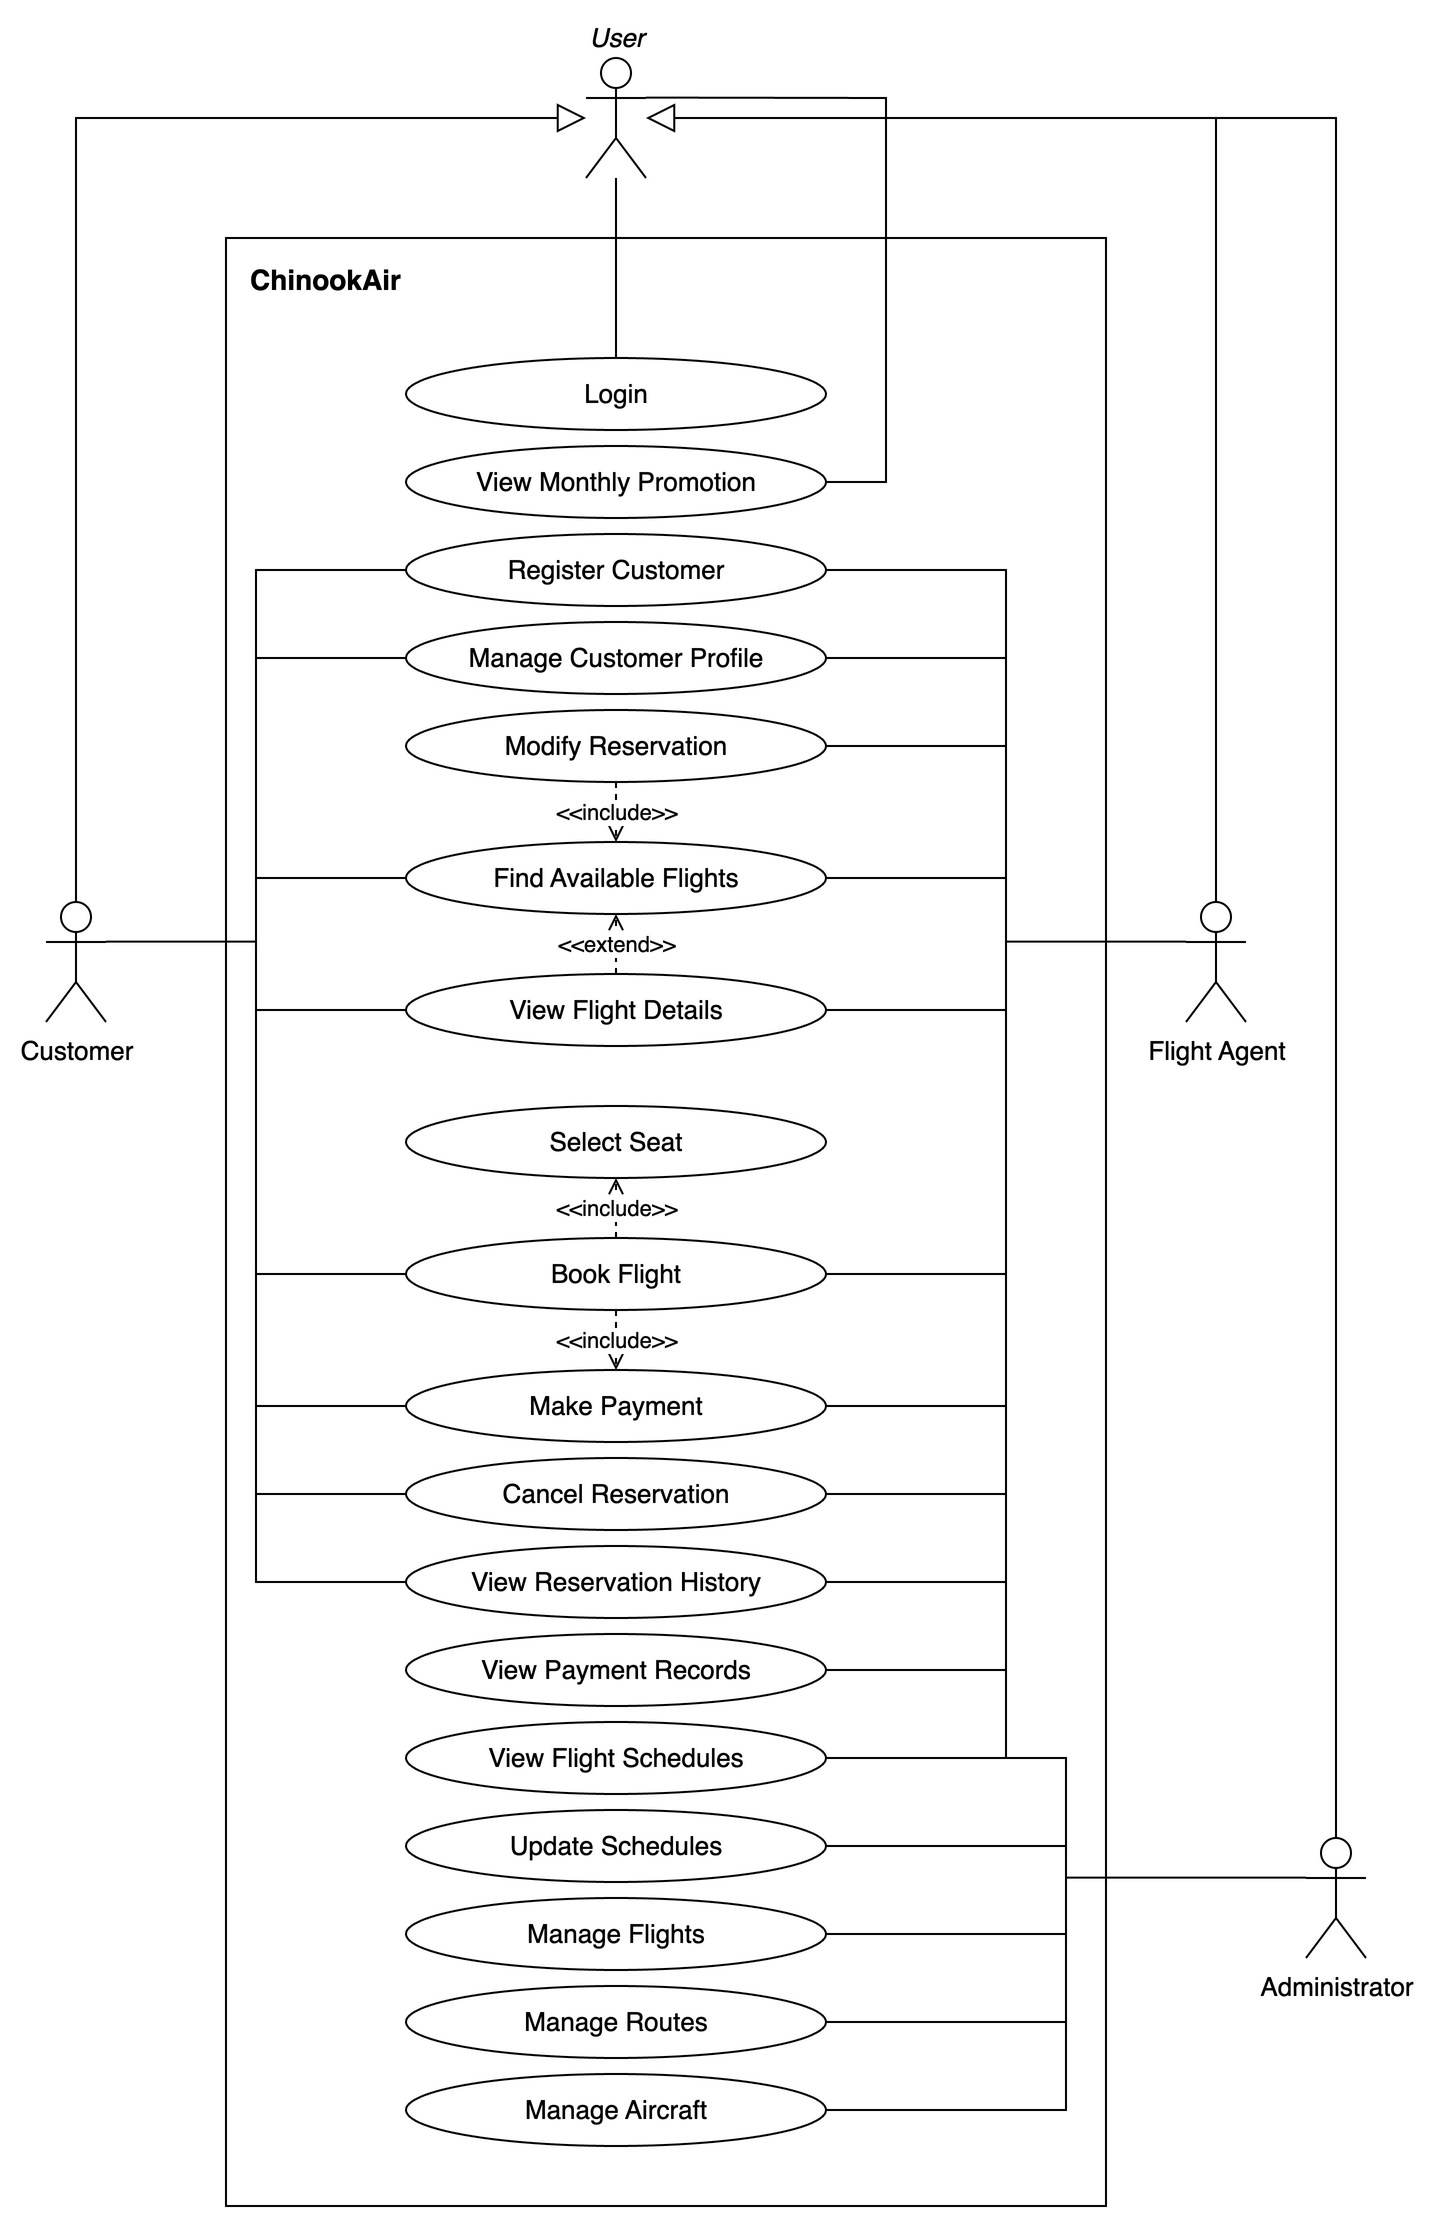 User
ChinookAir
Login
View Monthly Promotion
Register Customer
Manage Customer Profile
Modify Reservation
<<include>>
Find Available Flights
<<extend>>
View Flight Details
Customer
Flight Agent
Select Seat
<<include>>
Book Flight
<<include>>
Make Payment
Cancel Reservation
View Reservation History
View Payment Records
View Flight Schedules
Update Schedules
Manage Flights
Administrator
Manage Routes
Manage Aircraft